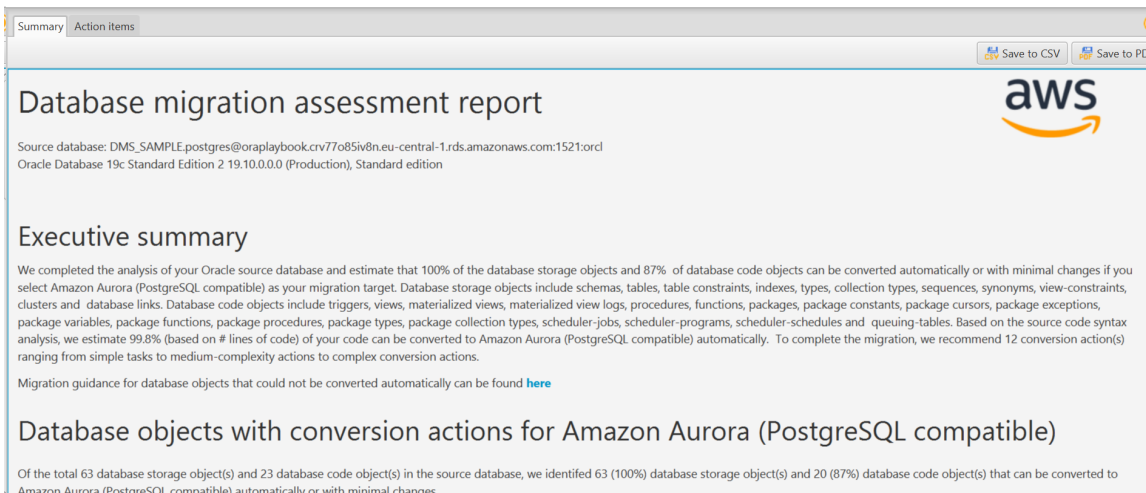 Summary Action items
Save to CSV Save to PD
aws
Database migration assessment report
Source database: DMS_SAMPLE.postgres@oraplaybook.crv77o85iv8n.eu-central-1.rds.amazonaws.com:1521:orcl
Oracle Database 19c Standard Edition 2 19.10.0.0.0 (Production), Standard edition
Executive summary
We completed the analysis of your Oracle source database and estimate that 100% of the database storage objects and 87% of database code objects can be converted automatically or with minimal changes if you
select Amazon Aurora (PostgreSQL compatible) as your migration target. Database storage objects include schemas, tables, table constraints, indexes, types, collection types, sequences, synonyms, view-constraints,
clusters and database links. Database code objects include triggers, views, materialized views, materialized view logs, procedures, functions, packages, package constants, package cursors, package exceptions,
package variables, package functions, package procedures, package types, package collection types, scheduler-jobs, scheduler-programs, scheduler-schedules and queuing-tables. Based on the source code syntax
analysis, we estimate 99.8% (based on # lines of code) of your code can be converted to Amazon Aurora (PostgreSQL compatible) automatically. To complete the migration, we recommend 12 conversion action(s)
ranging from simple tasks to medium-complexity actions to complex conversion actions.
Migration guidance for database objects that could not be converted automatically can be found here
Database objects with conversion actions for Amazon Aurora (PostgreSQL compatible)
Of the total 63 database storage object(s) and 23 database code object(s) in the source database, we identifed 63 (100%) database storage object(s) and 20 (87%) database code object(s) that can be converted to
Amazon Aurora (PostgreSQL compatible) automatically or with minimal changes.